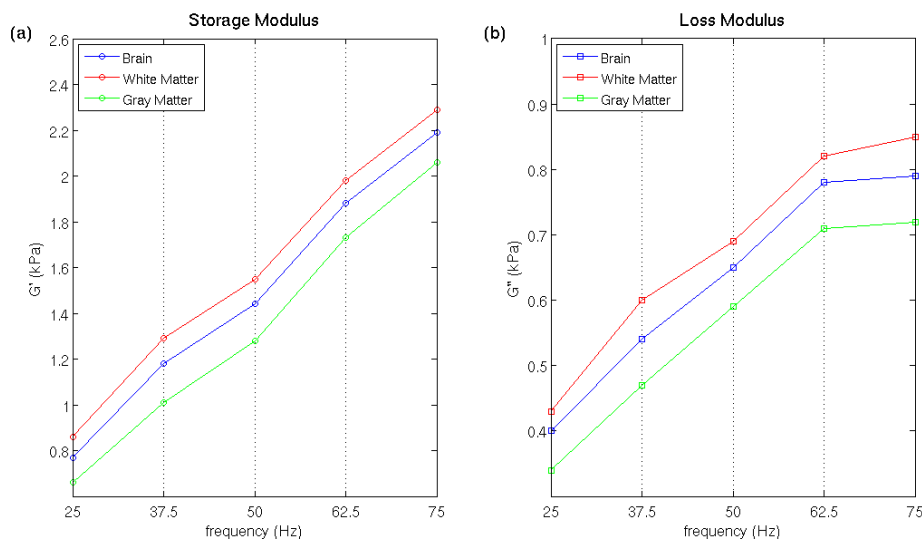 Storage Modulus
(a)
2.6
2.4
2.2
2
1.8
1.6
1.4
1.2
1
0.8
G' (kPa)
Brain
White Matter
Gray Matter
25 37.5 50 62.5 75
frequency (Hz)
Loss Modulus
(b)
1
0.9
0.8
0.7
0.6
0.5
0.4
G'' (kPa)
Brain
White Matter
Gray Matter
25 37.5 50 62.5 75
frequency (Hz)